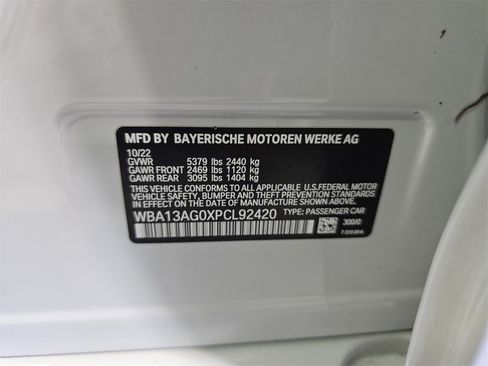 MFD BY BAYERISCHE MOTOREN WERKE AG
10/22
GVWR 5379 lbs 2440 kg
GAWR FRONT 2469 lbs 1120 kg
GAWR REAR 3095 lbs 1404 kg
THIS VEHICLE CONFORMS TO ALL APPLICABLE U.S. FEDERAL MOTOR
VEHICLE SAFETY, BUMPER AND THEFT PREVENTION STANDARDS
IN EFFECT ON THE DATE OF MANUFACTURE SHOWN ABOVE.
WBA13AG0XPCL92420 TYPE: PASSENGER CAR
300/0